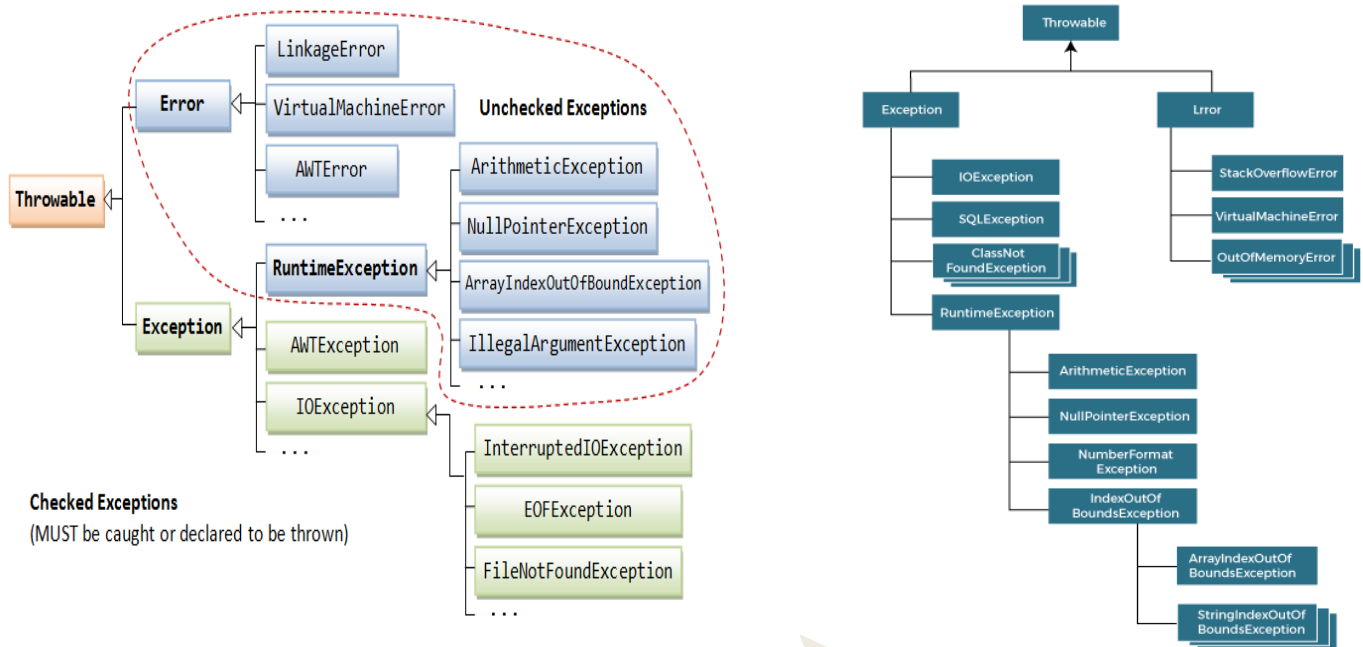 LinkageError
Error
VirtualMachineError
Unchecked Exceptions
AWTError
ArithmeticException
Throwable
...
NullPointerException
RuntimeException
ArrayIndexOutOfBoundException
Exception
AWTException
IllegalArgumentException
...
IOException
...
InterruptedIOException
Checked Exceptions
(MUST be caught or declared to be thrown)
EOFException
FileNotFoundException
...
Throwable
Exception
Lrror
IOException
SQLException
ClassNot
FoundException
RuntimeException
StackOverflowError
VirtualMachineError
OutOfMemoryError
ArithmeticException
NullPointerException
NumberFormat
Exception
IndexOutOf
BoundsException
ArrayIndexOutOf
BoundsException
StringIndexOutOf
BoundsException